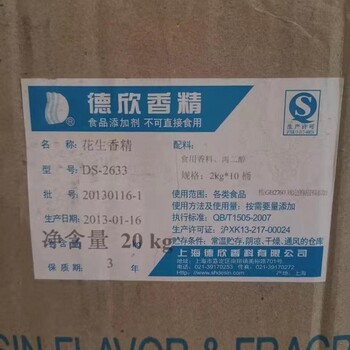 德欣香精
食品添加剂 不可直接使用
生产许可
名 称: 花生香精
型 号: DS-2633
批 号: 20130116-1
生产日期: 2013-01-16
净含量 20 kg
保质期: 3 年
配料:
食用香料、丙二醇
规格: 2kg*10桶
使用范围: 各类食品
使用方法及使用量: 按需要量添加
执行标准: QB/T1505-2007
生产许可证号: 沪XK13-217-00024
贮存条件: 常温贮存、阴凉、干燥、通风的仓库
上海德欣香料有限公司
SIN FLAVOR & FRAGR